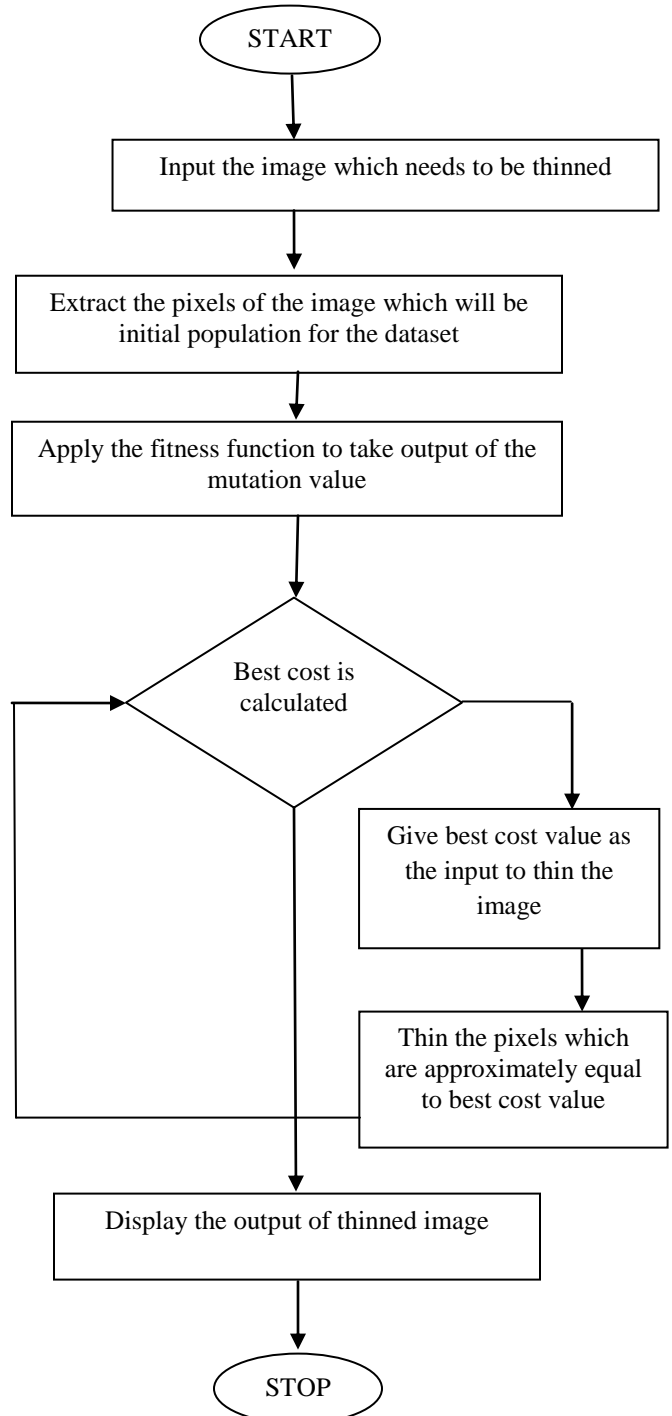 START
Input the image which needs to be thinned
Extract the pixels of the image which will be
initial population for the dataset
Apply the fitness function to take output of the
mutation value
Best cost is
calculated
Give best cost value as
the input to thin the
image
Thin the pixels which
are approximately equal
to best cost value
Display the output of thinned image
STOP